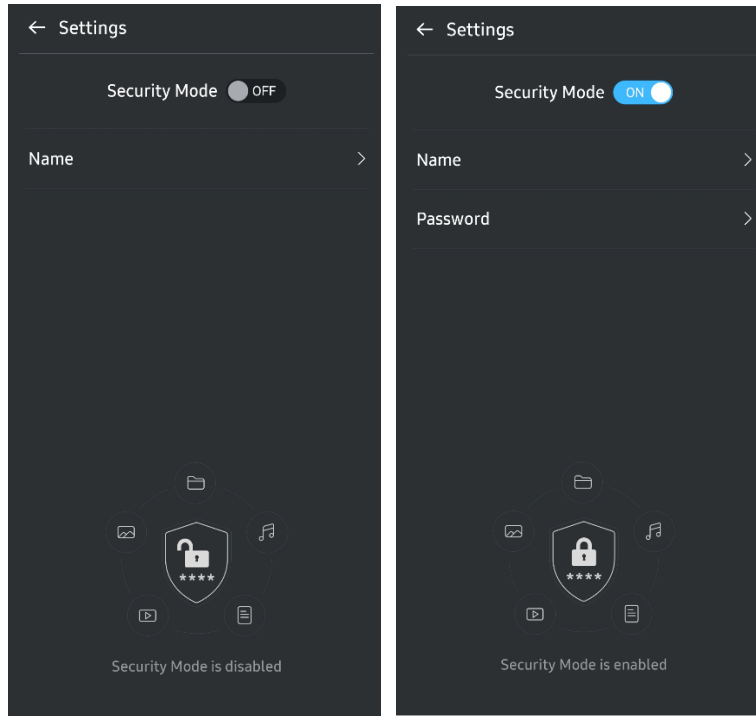 Settings
Security Mode OFF
Name
****
Security Mode is disabled
Settings
Security Mode ON
Name
Password
****
Security Mode is enabled